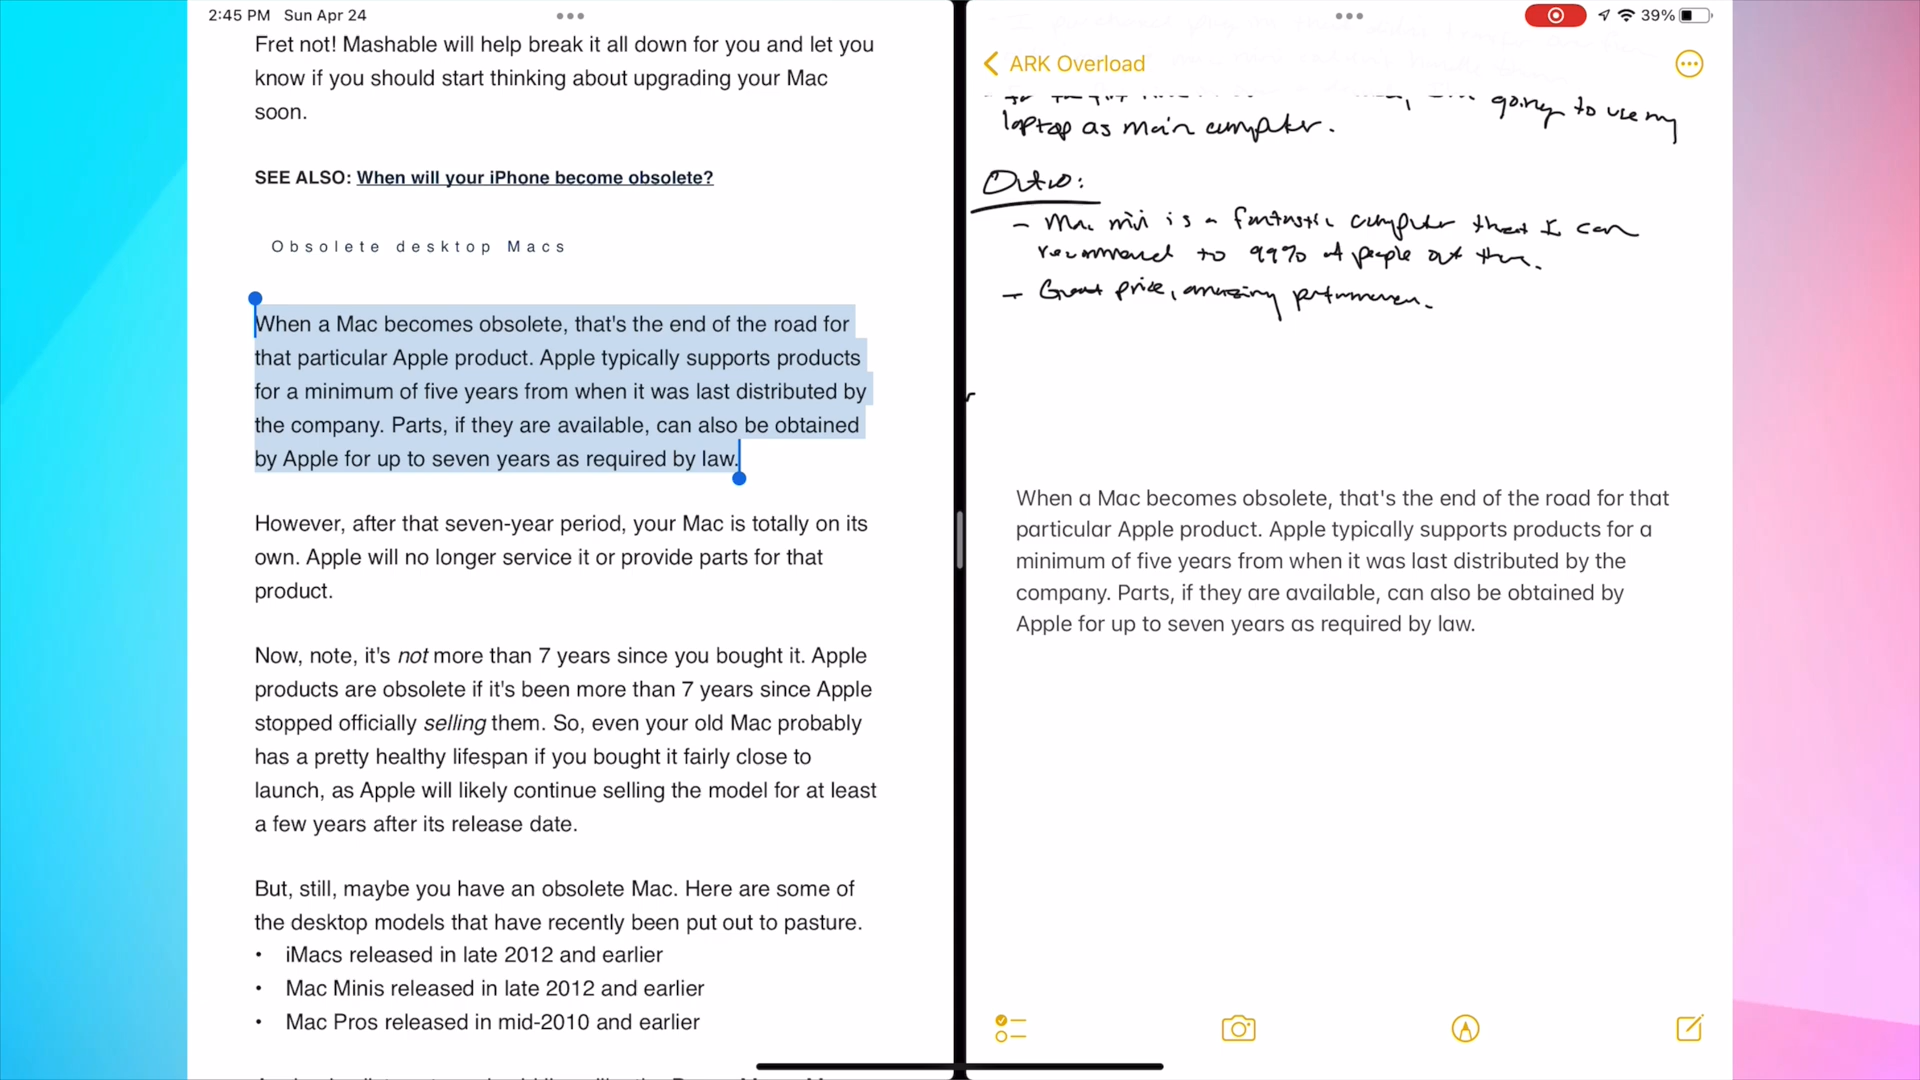 2:45 PM Sun Apr 24
Fret not! Mashable will help break it all down for you and let you
know if you should start thinking about upgrading your Mac
soon.
SEE ALSO: When will your iPhone become obsolete?
Obsolete desktop Macs
When a Mac becomes obsolete, that's the end of the road for
that particular Apple product. Apple typically supports products
for a minimum of five years from when it was last distributed by
the company. Parts, if they are available, can also be obtained
by Apple for up to seven years as required by law.
However, after that seven-year period, your Mac is totally on its
own. Apple will no longer service it or provide parts for that
product.
Now, note, it's not more than 7 years since you bought it. Apple
products are obsolete if it's been more than 7 years since Apple
stopped officially selling them. So, even your old Mac probably
has a pretty healthy lifespan if you bought it fairly close to
launch, as Apple will likely continue selling the model for at least
a few years after its release date.
But, still, maybe you have an obsolete Mac. Here are some of
the desktop models that have recently been put out to pasture.
• iMacs released in late 2012 and earlier
• Mac Minis released in late 2012 and earlier
• Mac Pros released in mid-2010 and earlier
39%
ARK Overload
going to use my
laptop as main computer.
Outro:
- Mac mini is a fantastic computer that I can
recommend to 99% of people out there.
- Great price, amazing performance.
When a Mac becomes obsolete, that's the end of the road for that
particular Apple product. Apple typically supports products for a
minimum of five years from when it was last distributed by the
company. Parts, if they are available, can also be obtained by
Apple for up to seven years as required by law.